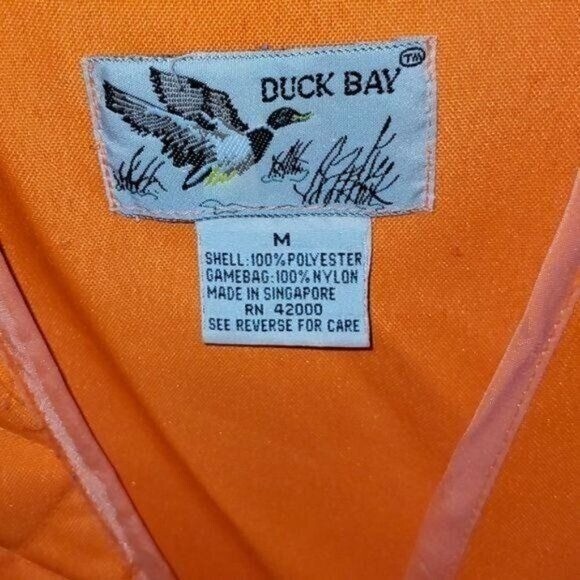 DUCK BAY TM
M
SHELL:100% POLYESTER
GAMEBAG:100% NYLON
MADE IN SINGAPORE
RN 42000
SEE REVERSE FOR CARE